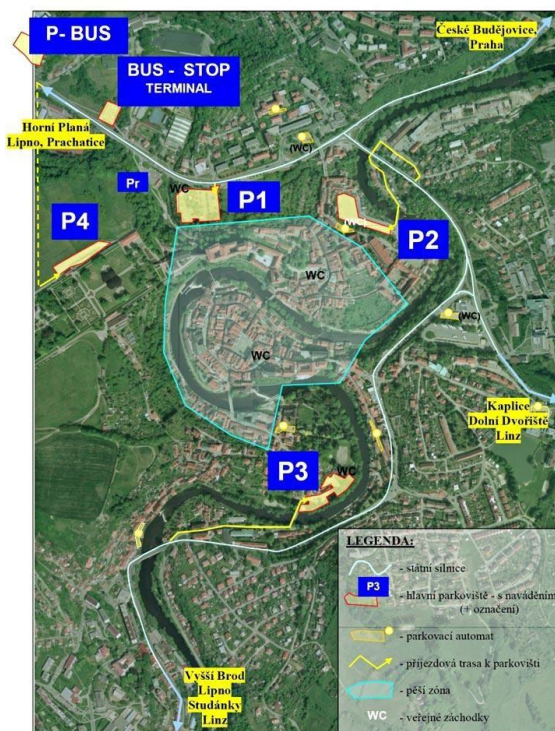 P- BUS
České Budějovice,
Praha
BUS - STOP
TERMINAL
Horní Planá
Lipno, Prachatice
(WC)
Pr
WC
P1
P4
P2
WC
(WC)
WC
Kaplice
Dolní Dvořiště
Linz
P3
WC
LEGENDA:
- státní silnice
P3
- hlavní parkoviště - s naváděním
(+ označení)
- parkovací automat
- příjezdová trasa k parkovišti
- pěší zóna
WC
- veřejné záchodky
Vyšší Brod
Lipno
Studánky
Linz